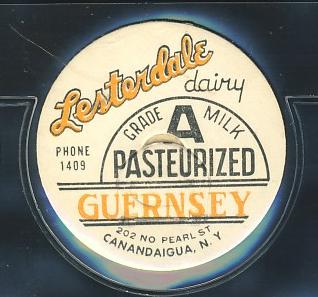 Lesterdale
dairy
GRADE A MILK
PHONE
1409
PASTEURIZED
GUERNSEY
202 NO PEARL ST
CANANDAIGUA, N.Y